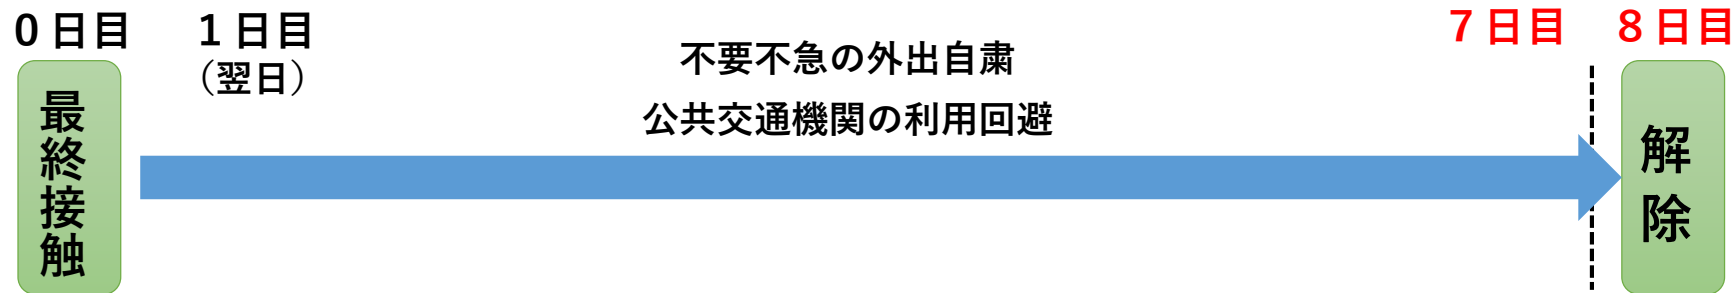 0日目
1日目
（翌日）
不要不急の外出自粛
公共交通機関の利用回避
7日目
8日目
最終接触
解除